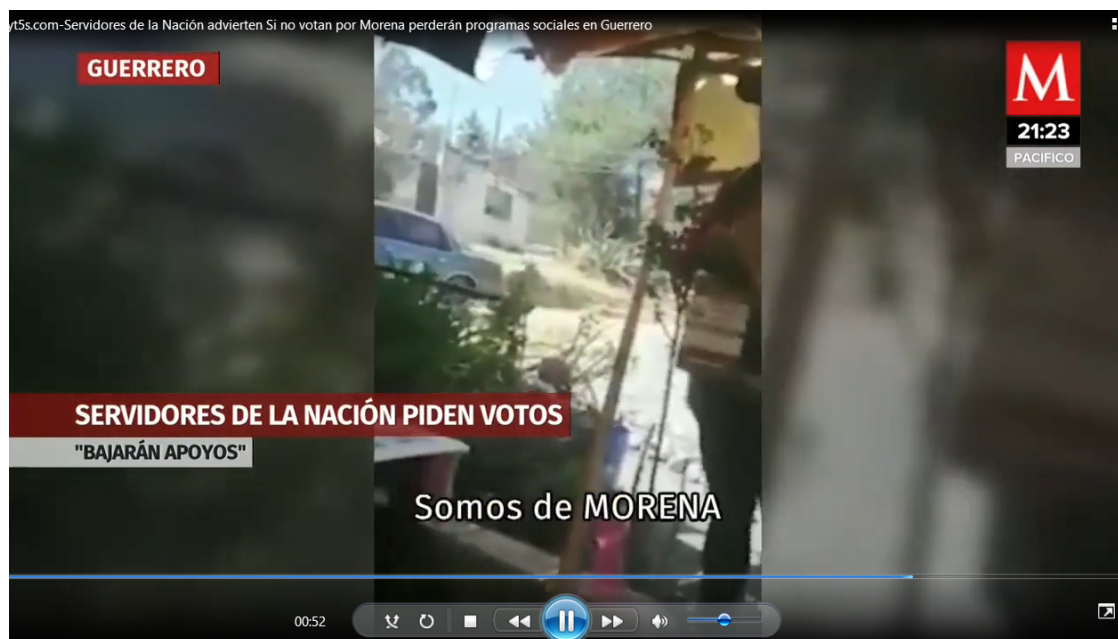 yt5s.com-Servidores de la Nación advierten Si no votan por Morena perderán programas sociales en Guerrero
GUERRERO
M
21:23
PACIFICO
SERVIDORES DE LA NACIÓN PIDEN VOTOS
"BAJARÁN APOYOS"
Somos de MORENA
00:52